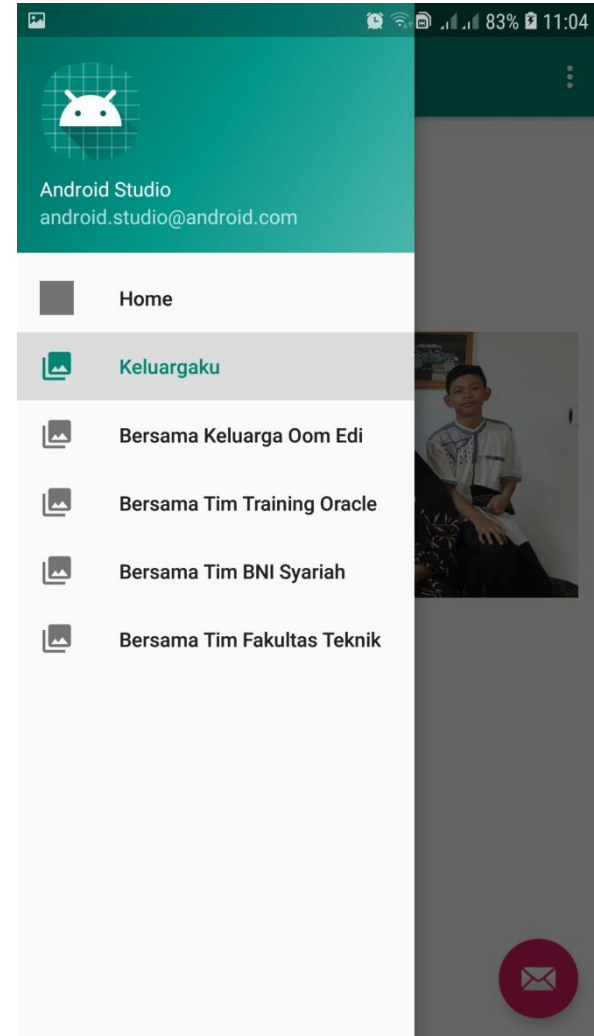 83% 11:04
Android Studio
android.studio@android.com
Home
Keluargaku
Bersama Keluarga Oom Edi
Bersama Tim Training Oracle
Bersama Tim BNI Syariah
Bersama Tim Fakultas Teknik